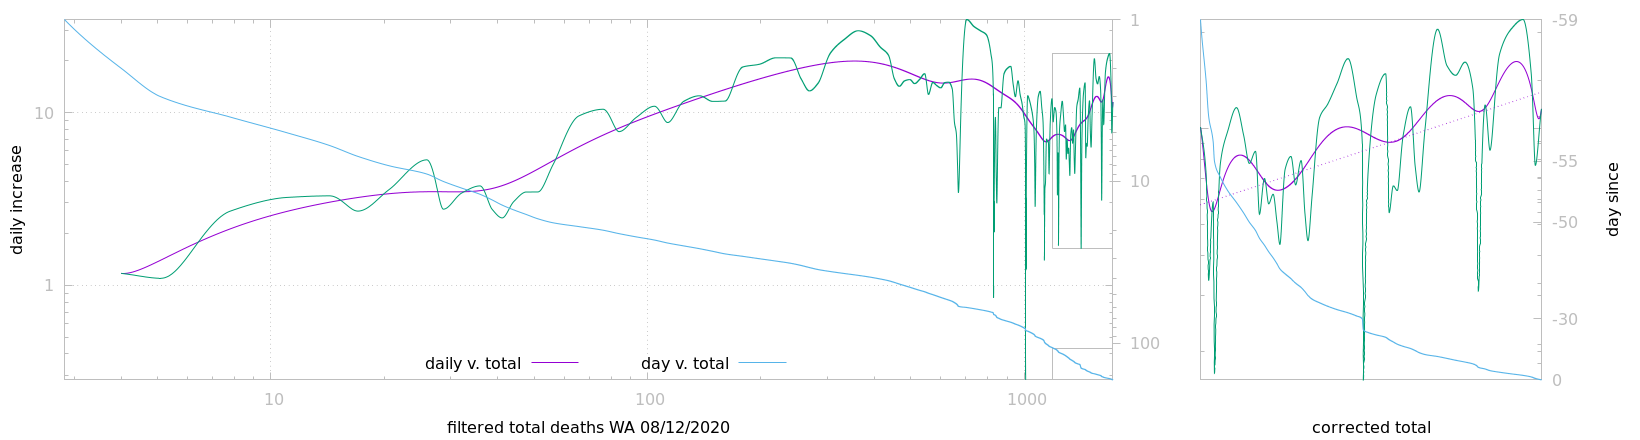 1
-59
10
10
-55
-50
1
-30
100
0
daily increase
day since
daily v. total
day v. total
10
100
1000
filtered total deaths WA 08/12/2020
corrected total